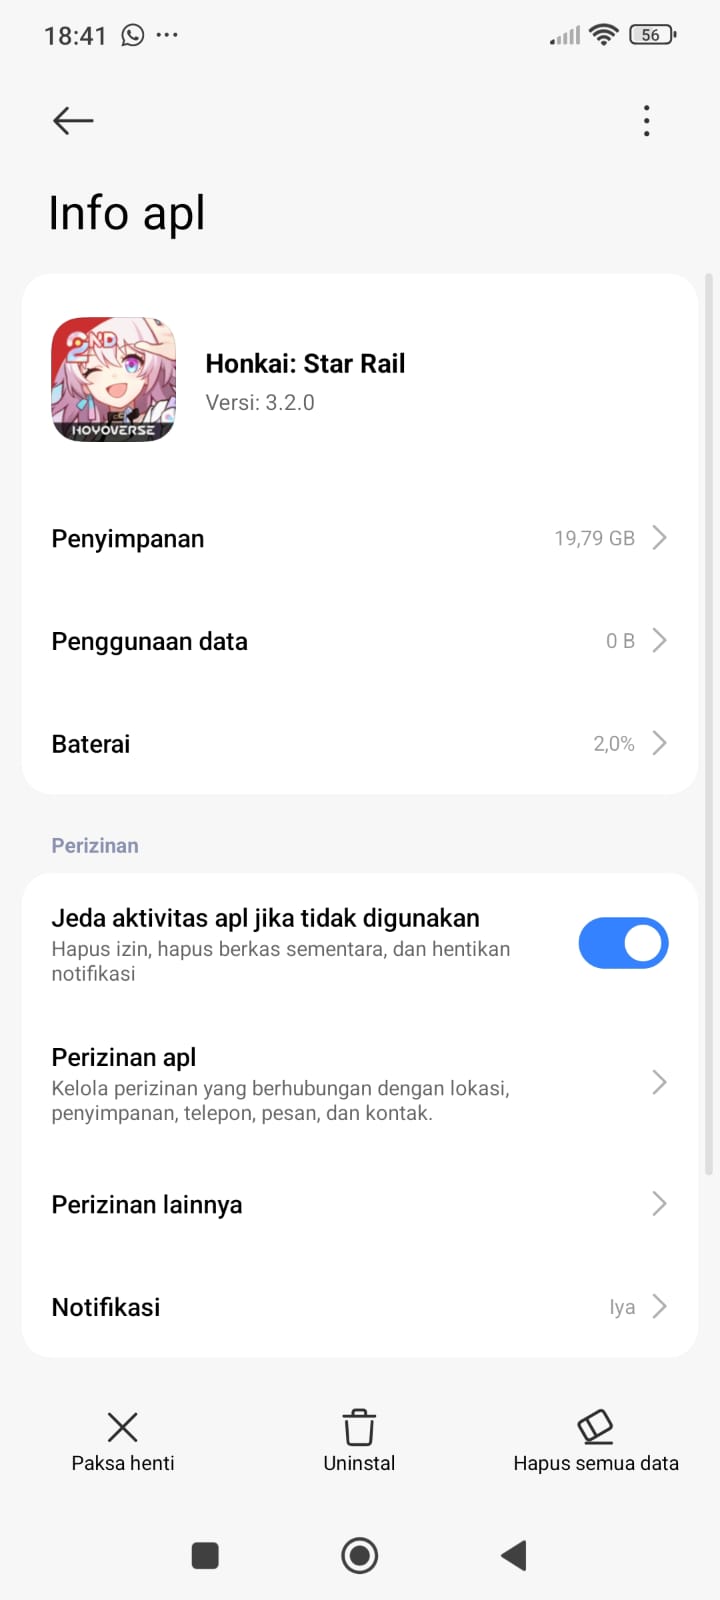 18:41
56
Info apl
2ND
HOYOVERSE
Honkai: Star Rail
Versi: 3.2.0
Penyimpanan 19,79 GB
Penggunaan data 0 B
Baterai 2,0%
Perizinan
Jeda aktivitas apl jika tidak digunakan
Hapus izin, hapus berkas sementara, dan hentikan
notifikasi
Perizinan apl
Kelola perizinan yang berhubungan dengan lokasi,
penyimpanan, telepon, pesan, dan kontak.
Perizinan lainnya
Notifikasi Iya
Paksa henti Uninstal Hapus semua data